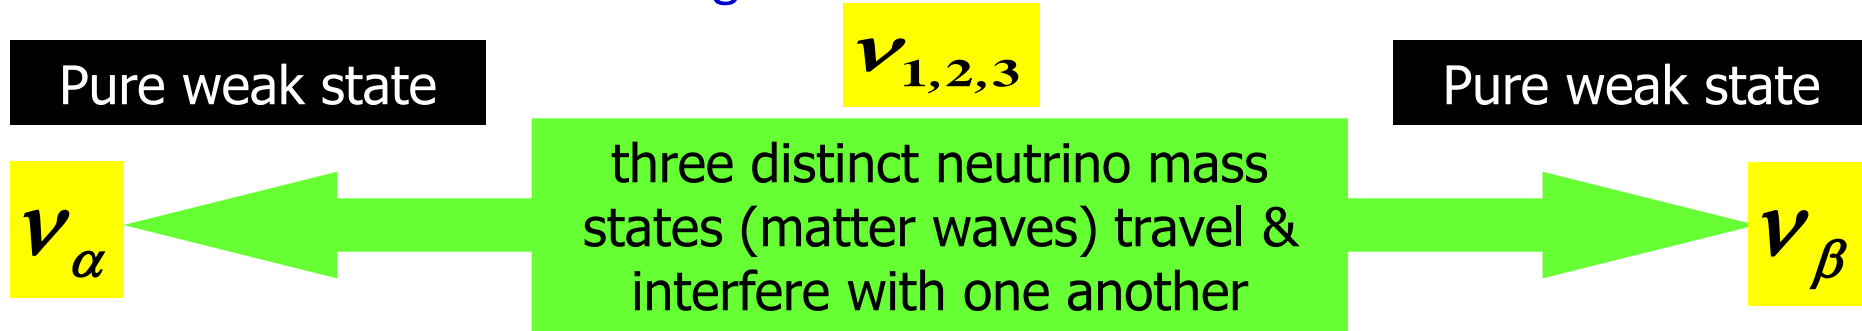 ν1,2,3
Pure weak state
Pure weak state
three distinct neutrino mass
states (matter waves) travel &
interfere with one another
να
νβ